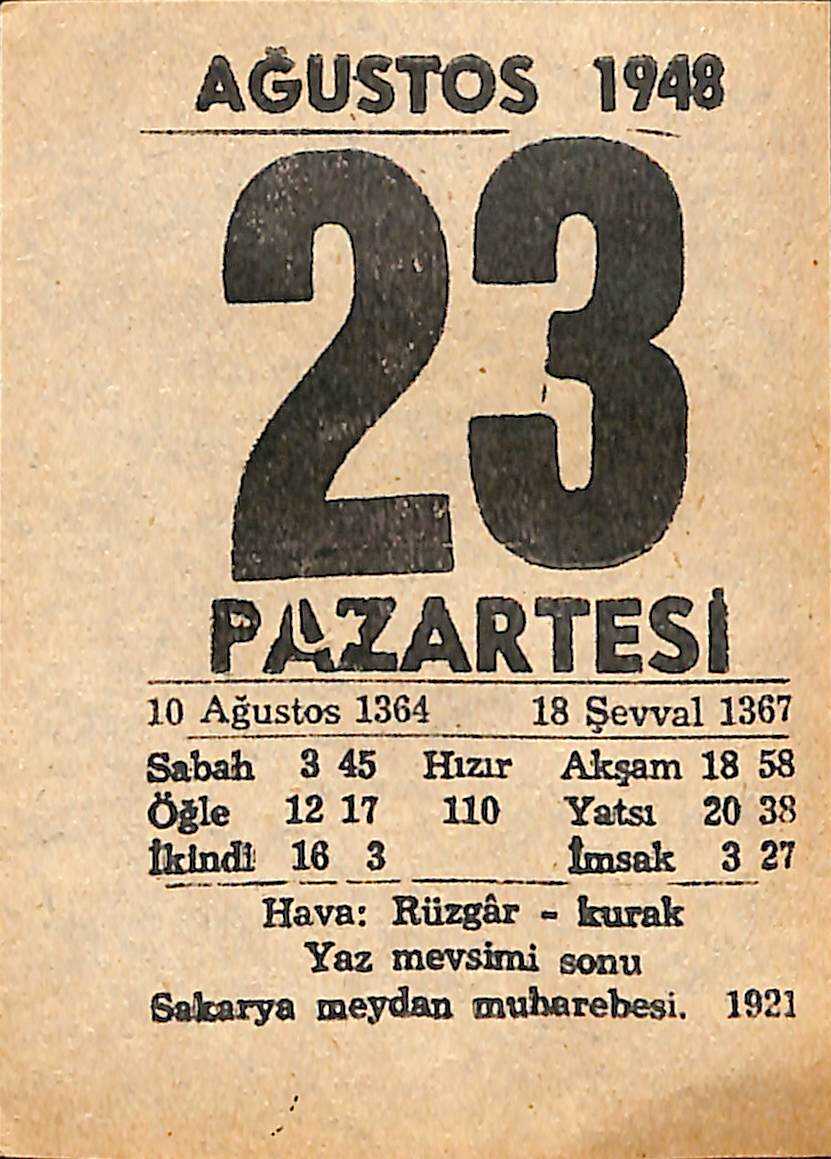 AĞUSTOS 1948
23
PAZARTESİ
10 Ağustos 1364 18 Şevval 1367
Sabah 3 45 Hızır Akşam 18 58
Öğle 12 17 110 Yatsı 20 38
İkindi 16 3 İmsak 3 27
Hava: Rüzgâr - kurak
Yaz mevsimi sonu
Sakarya meydan muharebesi. 1921